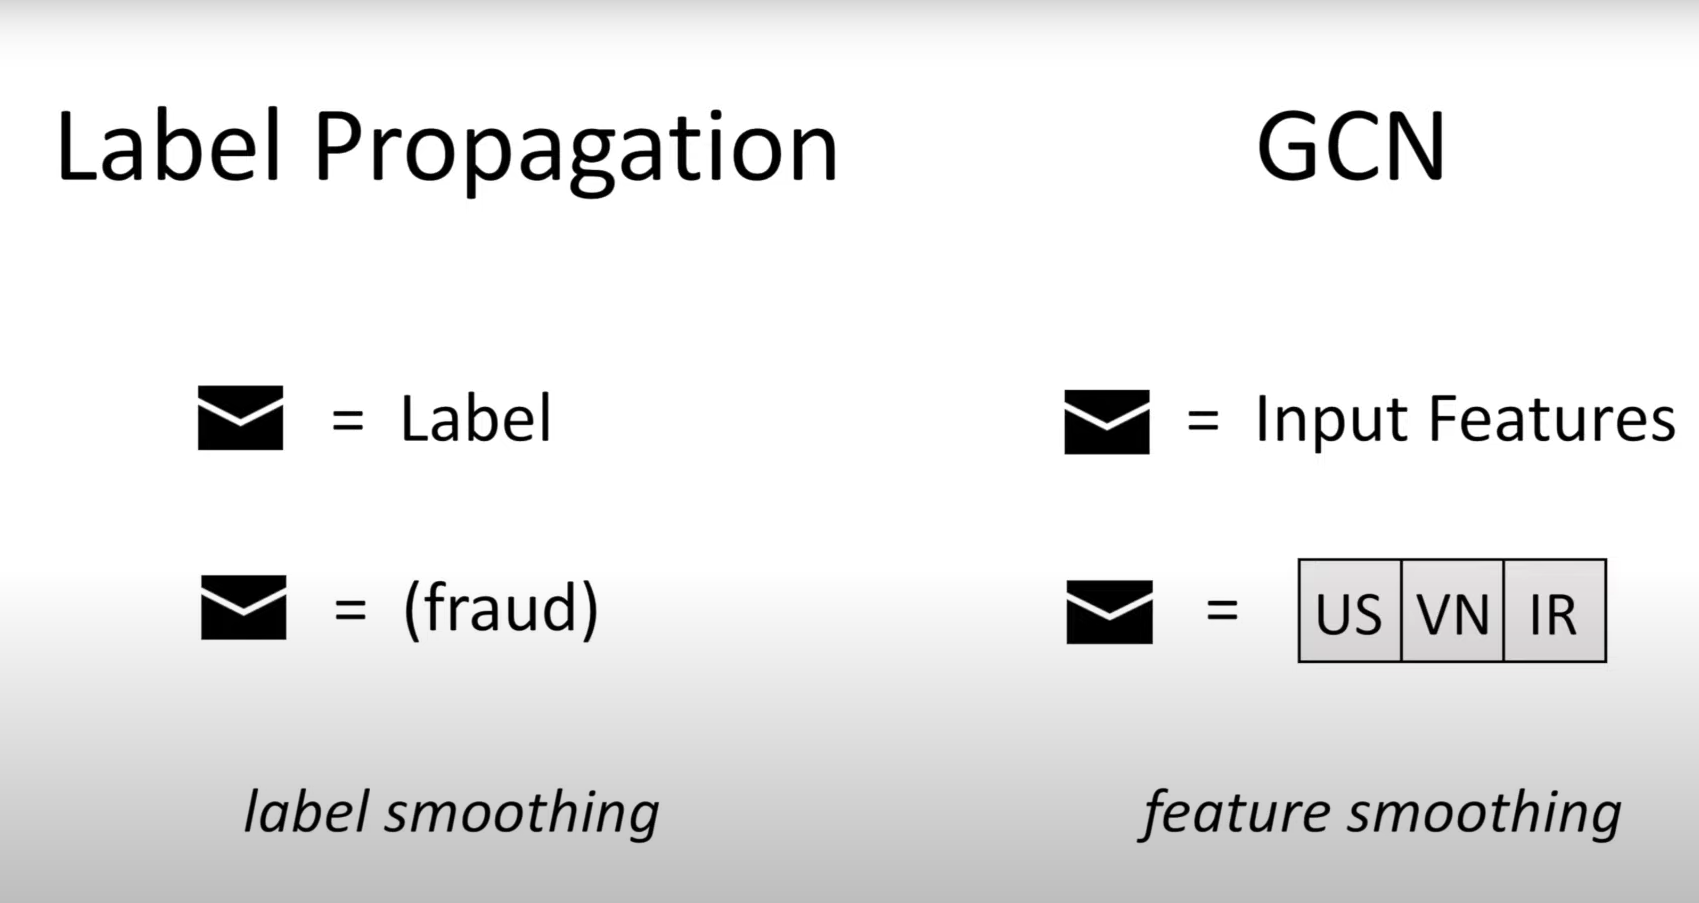 Label Propagation
= Label
= (fraud)
label smoothing
GCN
= Input Features
= US VN IR
feature smoothing